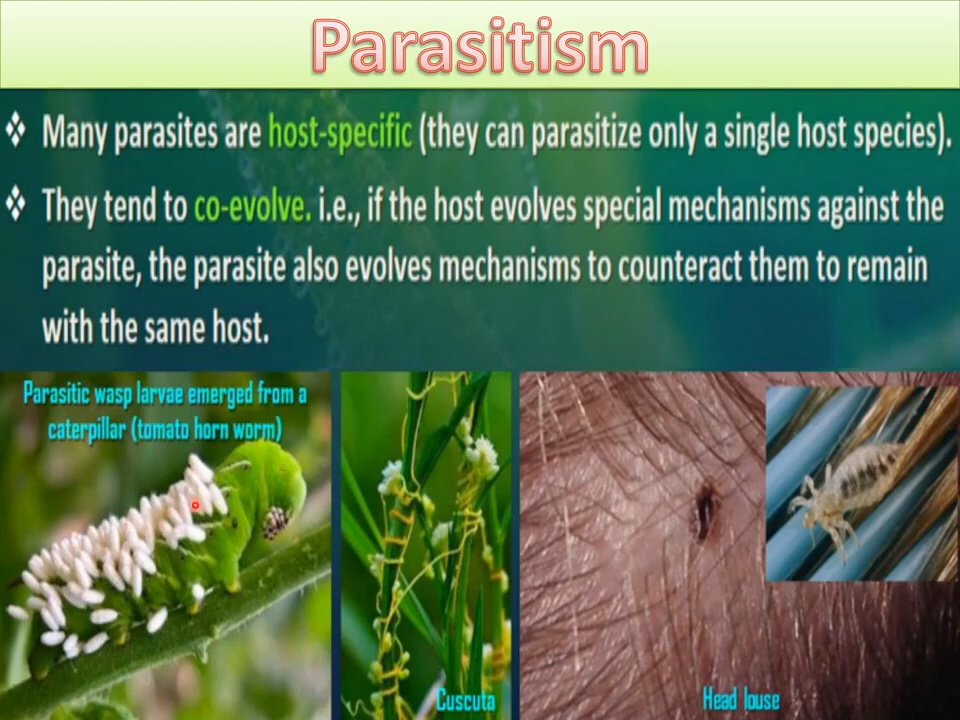 Parasitism
❖ Many parasites are host-specific (they can parasitize only a single host species).
❖ They tend to co-evolve. i.e., if the host evolves special mechanisms against the
parasite, the parasite also evolves mechanisms to counteract them to remain
with the same host.
Parasitic wasp larvae emerged from a
caterpillar (tomato horn worm)
Cuscuta
Head louse